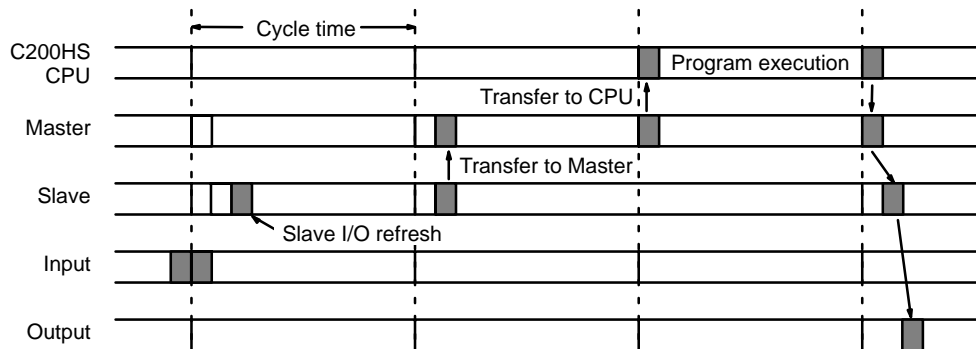 Cycle time
C200HS
CPU
Program execution
Transfer to CPU
Master
Transfer to Master
Slave
Slave I/O refresh
Input
Output